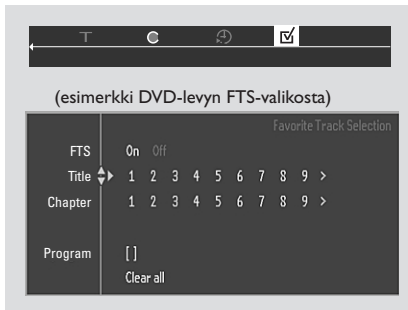 T C
(esimerkki DVD-levyn FTS-valikosta)
Favorite Track Selection
FTS On Off
Title 1 2 3 4 5 6 7 8 9 >
Chapter 1 2 3 4 5 6 7 8 9 >
Program [ ]
Clear all